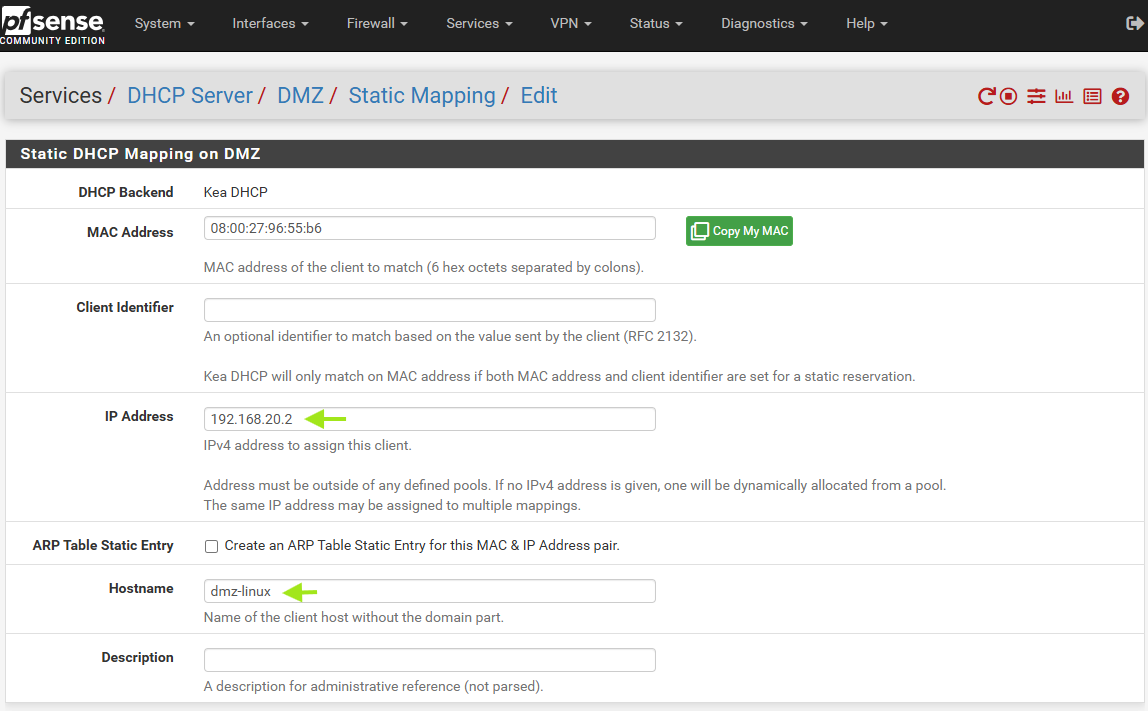 pfsense
COMMUNITY EDITION
System Interfaces Firewall Services VPN Status Diagnostics Help
Services / DHCP Server / DMZ / Static Mapping / Edit
Static DHCP Mapping on DMZ
DHCP Backend Kea DHCP
MAC Address 08:00:27:96:55:b6 Copy My MAC
MAC address of the client to match (6 hex octets separated by colons).
Client Identifier
An optional identifier to match based on the value sent by the client (RFC 2132).
Kea DHCP will only match on MAC address if both MAC address and client identifier are set for a static reservation.
IP Address 192.168.20.2
IPv4 address to assign this client.
Address must be outside of any defined pools. If no IPv4 address is given, one will be dynamically allocated from a pool.
The same IP address may be assigned to multiple mappings.
ARP Table Static Entry Create an ARP Table Static Entry for this MAC & IP Address pair.
Hostname dmz-linux
Name of the client host without the domain part.
Description
A description for administrative reference (not parsed).